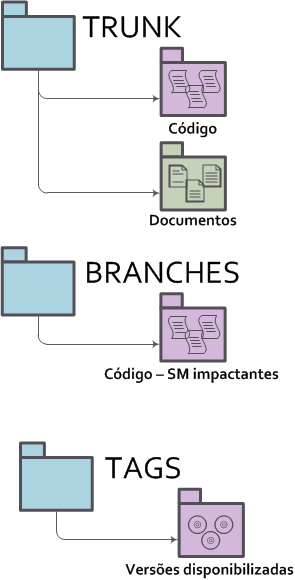 TRUNK
Código
Documentos
BRANCHES
Código – SM impactantes
TAGS
Versões disponibilizadas